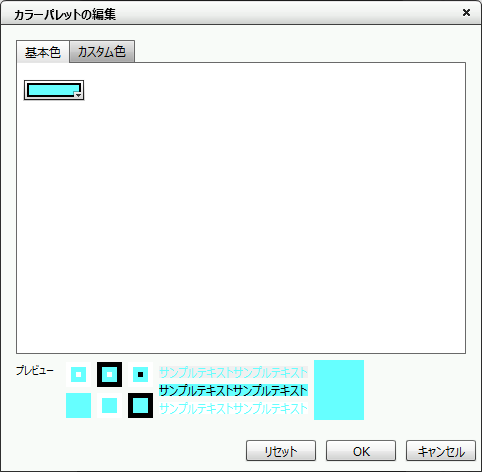 カラーパレットの編集
基本色 カスタム色
プレビュー
サンプルテキストサンプルテキスト
サンプルテキストサンプルテキスト
サンプルテキストサンプルテキスト
リセット OK キャンセル